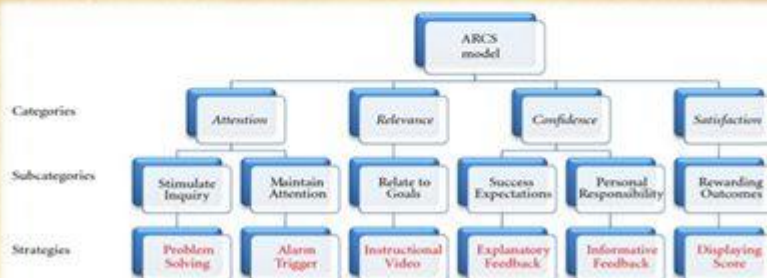 ARCS
model
Categories
Attention
Relevance
Confidence
Satisfaction
Subcategories
Stimulate
Inquiry
Maintain
Attention
Relate to
Goals
Success
Expectations
Personal
Responsibility
Rewarding
Outcomes
Strategies
Problem
Solving
Alarm
Trigger
Instructional
Video
Explanatory
Feedback
Informative
Feedback
Displaying
Score